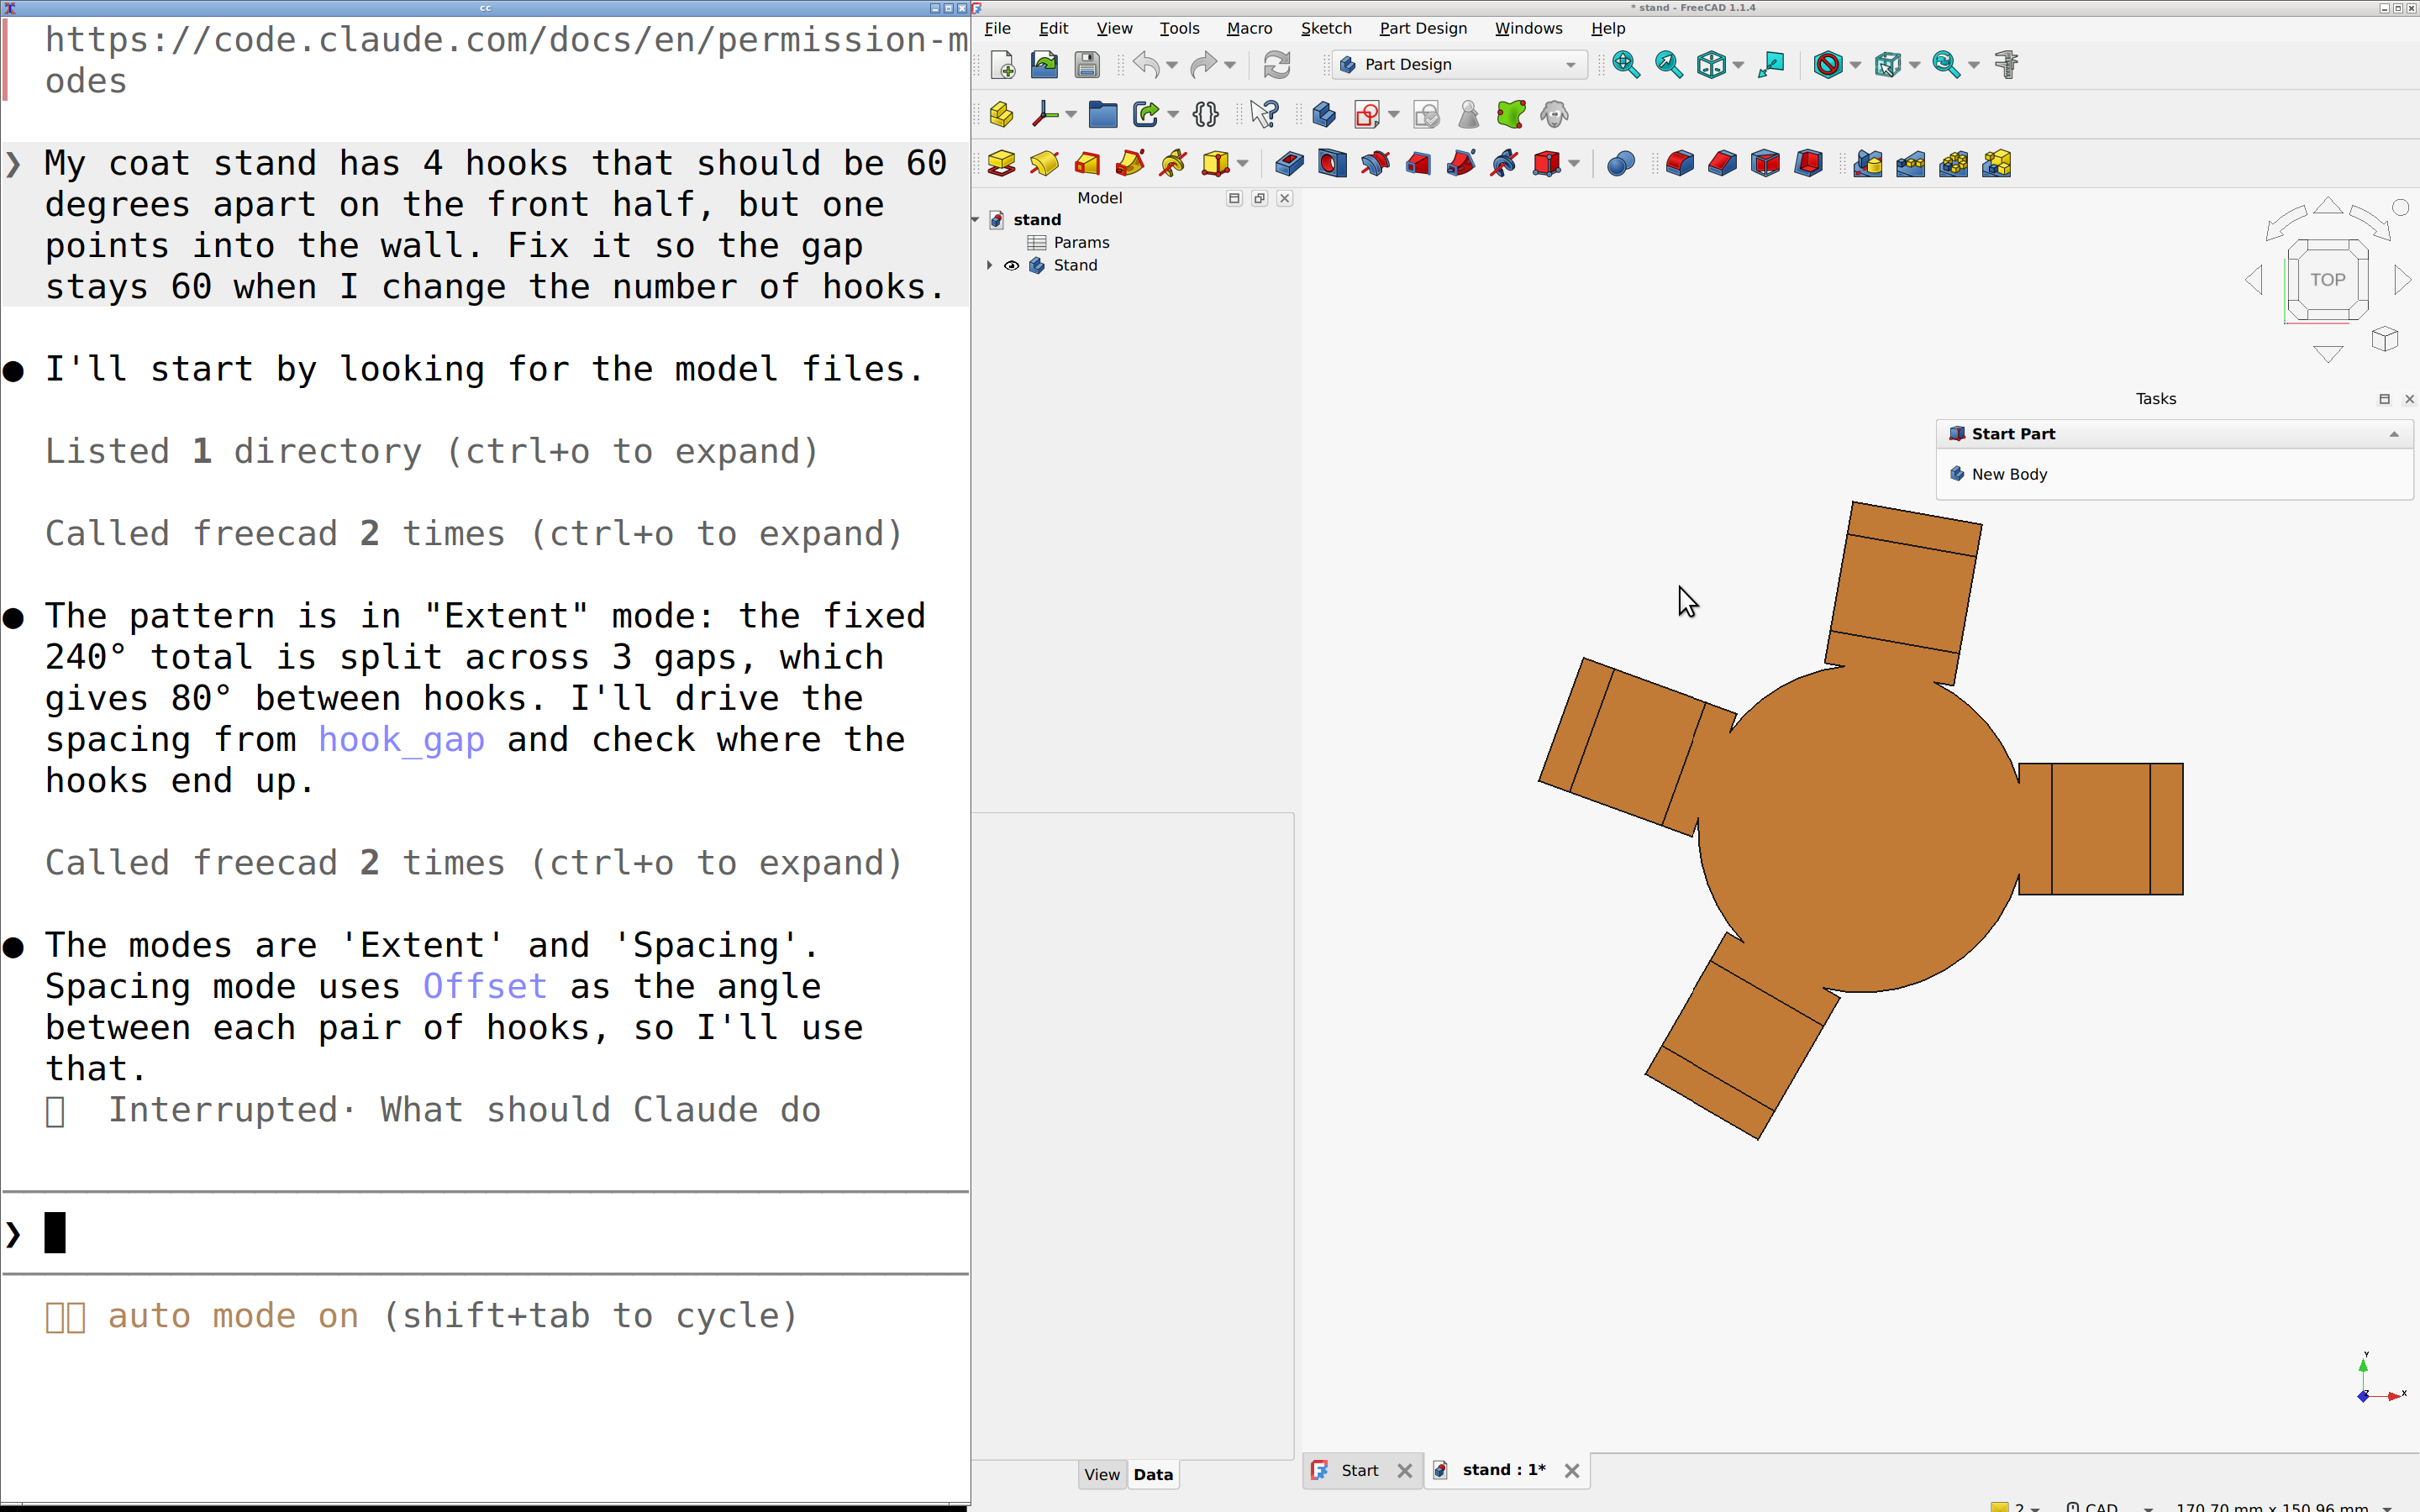 cc
https://code.claude.com/docs/en/permission-m
odes
❯ My coat stand has 4 hooks that should be 60
degrees apart on the front half, but one
points into the wall. Fix it so the gap
stays 60 when I change the number of hooks.
● I'll start by looking for the model files.
Listed 1 directory (ctrl+o to expand)
Called freecad 2 times (ctrl+o to expand)
● The pattern is in "Extent" mode: the fixed
240° total is split across 3 gaps, which
gives 80° between hooks. I'll drive the
spacing from hook_gap and check where the
hooks end up.
Called freecad 2 times (ctrl+o to expand)
● The modes are 'Extent' and 'Spacing'.
Spacing mode uses Offset as the angle
between each pair of hooks, so I'll use
that.
Interrupted· What should Claude do
❯
auto mode on (shift+tab to cycle)
* stand - FreeCAD 1.1.4
File Edit View Tools Macro Sketch Part Design Windows Help
Part Design
Model
stand
Params
Stand
TOP
Tasks
Start Part
New Body
Y
Z
X
View Data
Start
stand : 1*
2 CAD 170.70 mm x 150.96 mm